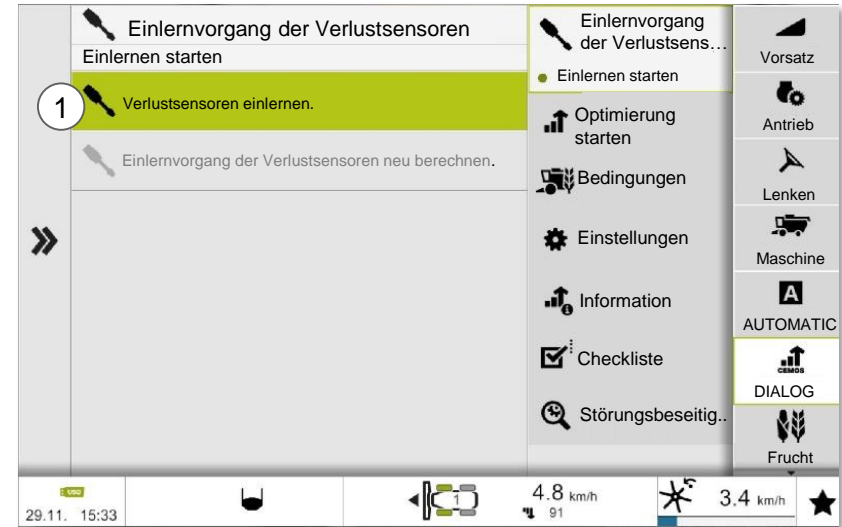 Einlernvorgang der Verlustsensoren
Einlernen starten
1
Verlustsensoren einlernen.
Einlernvorgang der Verlustsensoren neu berechnen.
Einlernvorgang
der Verlustsens…
Einlernen starten
Optimierung
starten
Bedingungen
Einstellungen
Information
Checkliste
Störungsbeseitig..
Vorsatz
Antrieb
Lenken
Maschine
A
AUTOMATIC
CEMOS
DIALOG
Frucht
29.11. 15:33
1
4.8 km/h
91
3.4 km/h